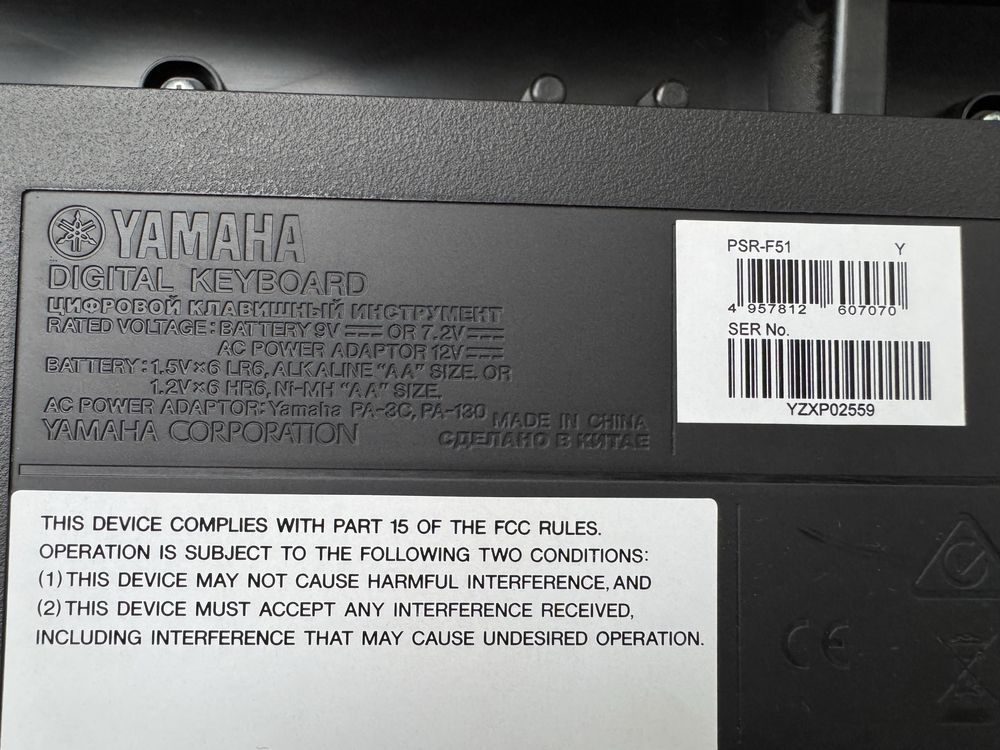 YAMAHA
DIGITAL KEYBOARD
ЦИФРОВОЙ КЛАВИШНЫЙ ИНСТРУМЕНТ
RATED VOLTAGE: BATTERY 9V ⎓ OR 7.2V ⎓
AC POWER ADAPTOR 12V ⎓
BATTERY: 1.5V×6 LR6, ALKALINE "AA" SIZE. OR
1.2V×6 HR6, Ni-MH "AA" SIZE.
AC POWER ADAPTOR: Yamaha PA-3C, PA-130
YAMAHA CORPORATION
MADE IN CHINA
СДЕЛАНО В КИТАЕ
PSR-F51 Y
4 957812 607070
SER No.
YZXP02559
THIS DEVICE COMPLIES WITH PART 15 OF THE FCC RULES.
OPERATION IS SUBJECT TO THE FOLLOWING TWO CONDITIONS:
(1) THIS DEVICE MAY NOT CAUSE HARMFUL INTERFERENCE, AND
(2) THIS DEVICE MUST ACCEPT ANY INTERFERENCE RECEIVED,
INCLUDING INTERFERENCE THAT MAY CAUSE UNDESIRED OPERATION.
CE